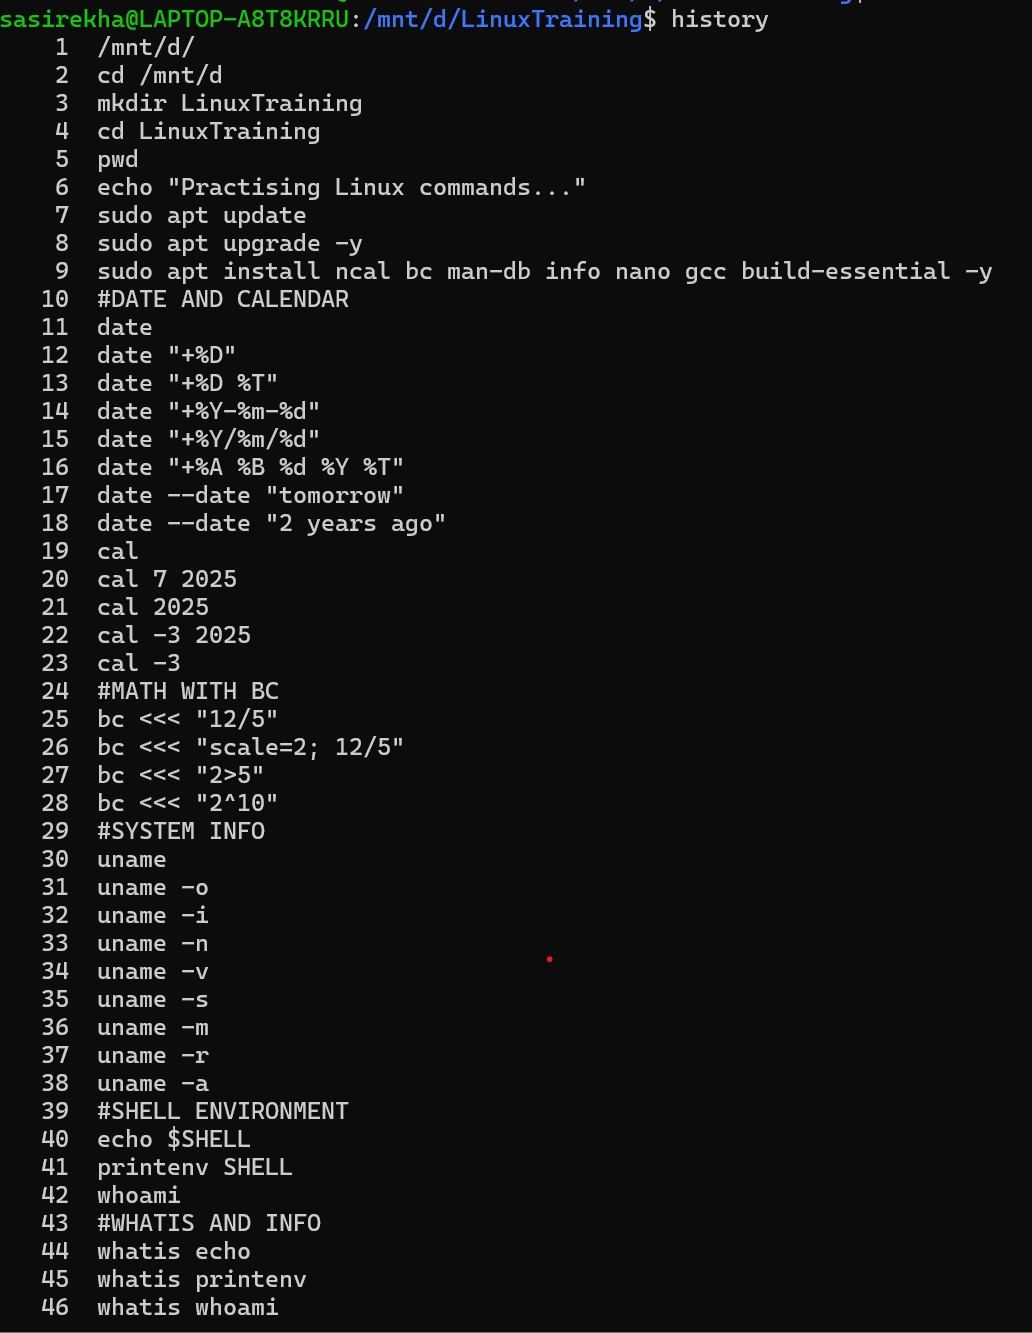 sasirekha@LAPTOP-A8T8KRRU:/mnt/d/LinuxTraining$ history
1 /mnt/d/
2 cd /mnt/d
3 mkdir LinuxTraining
4 cd LinuxTraining
5 pwd
6 echo "Practising Linux commands..."
7 sudo apt update
8 sudo apt upgrade -y
9 sudo apt install ncal bc man-db info nano gcc build-essential -y
10 #DATE AND CALENDAR
11 date
12 date "+%D"
13 date "+%D %T"
14 date "+%Y-%m-%d"
15 date "+%Y/%m/%d"
16 date "+%A %B %d %Y %T"
17 date --date "tomorrow"
18 date --date "2 years ago"
19 cal
20 cal 7 2025
21 cal 2025
22 cal -3 2025
23 cal -3
24 #MATH WITH BC
25 bc <<< "12/5"
26 bc <<< "scale=2; 12/5"
27 bc <<< "2>5"
28 bc <<< "2^10"
29 #SYSTEM INFO
30 uname
31 uname -o
32 uname -i
33 uname -n
34 uname -v
35 uname -s
36 uname -m
37 uname -r
38 uname -a
39 #SHELL ENVIRONMENT
40 echo $SHELL
41 printenv SHELL
42 whoami
43 #WHATIS AND INFO
44 whatis echo
45 whatis printenv
46 whatis whoami